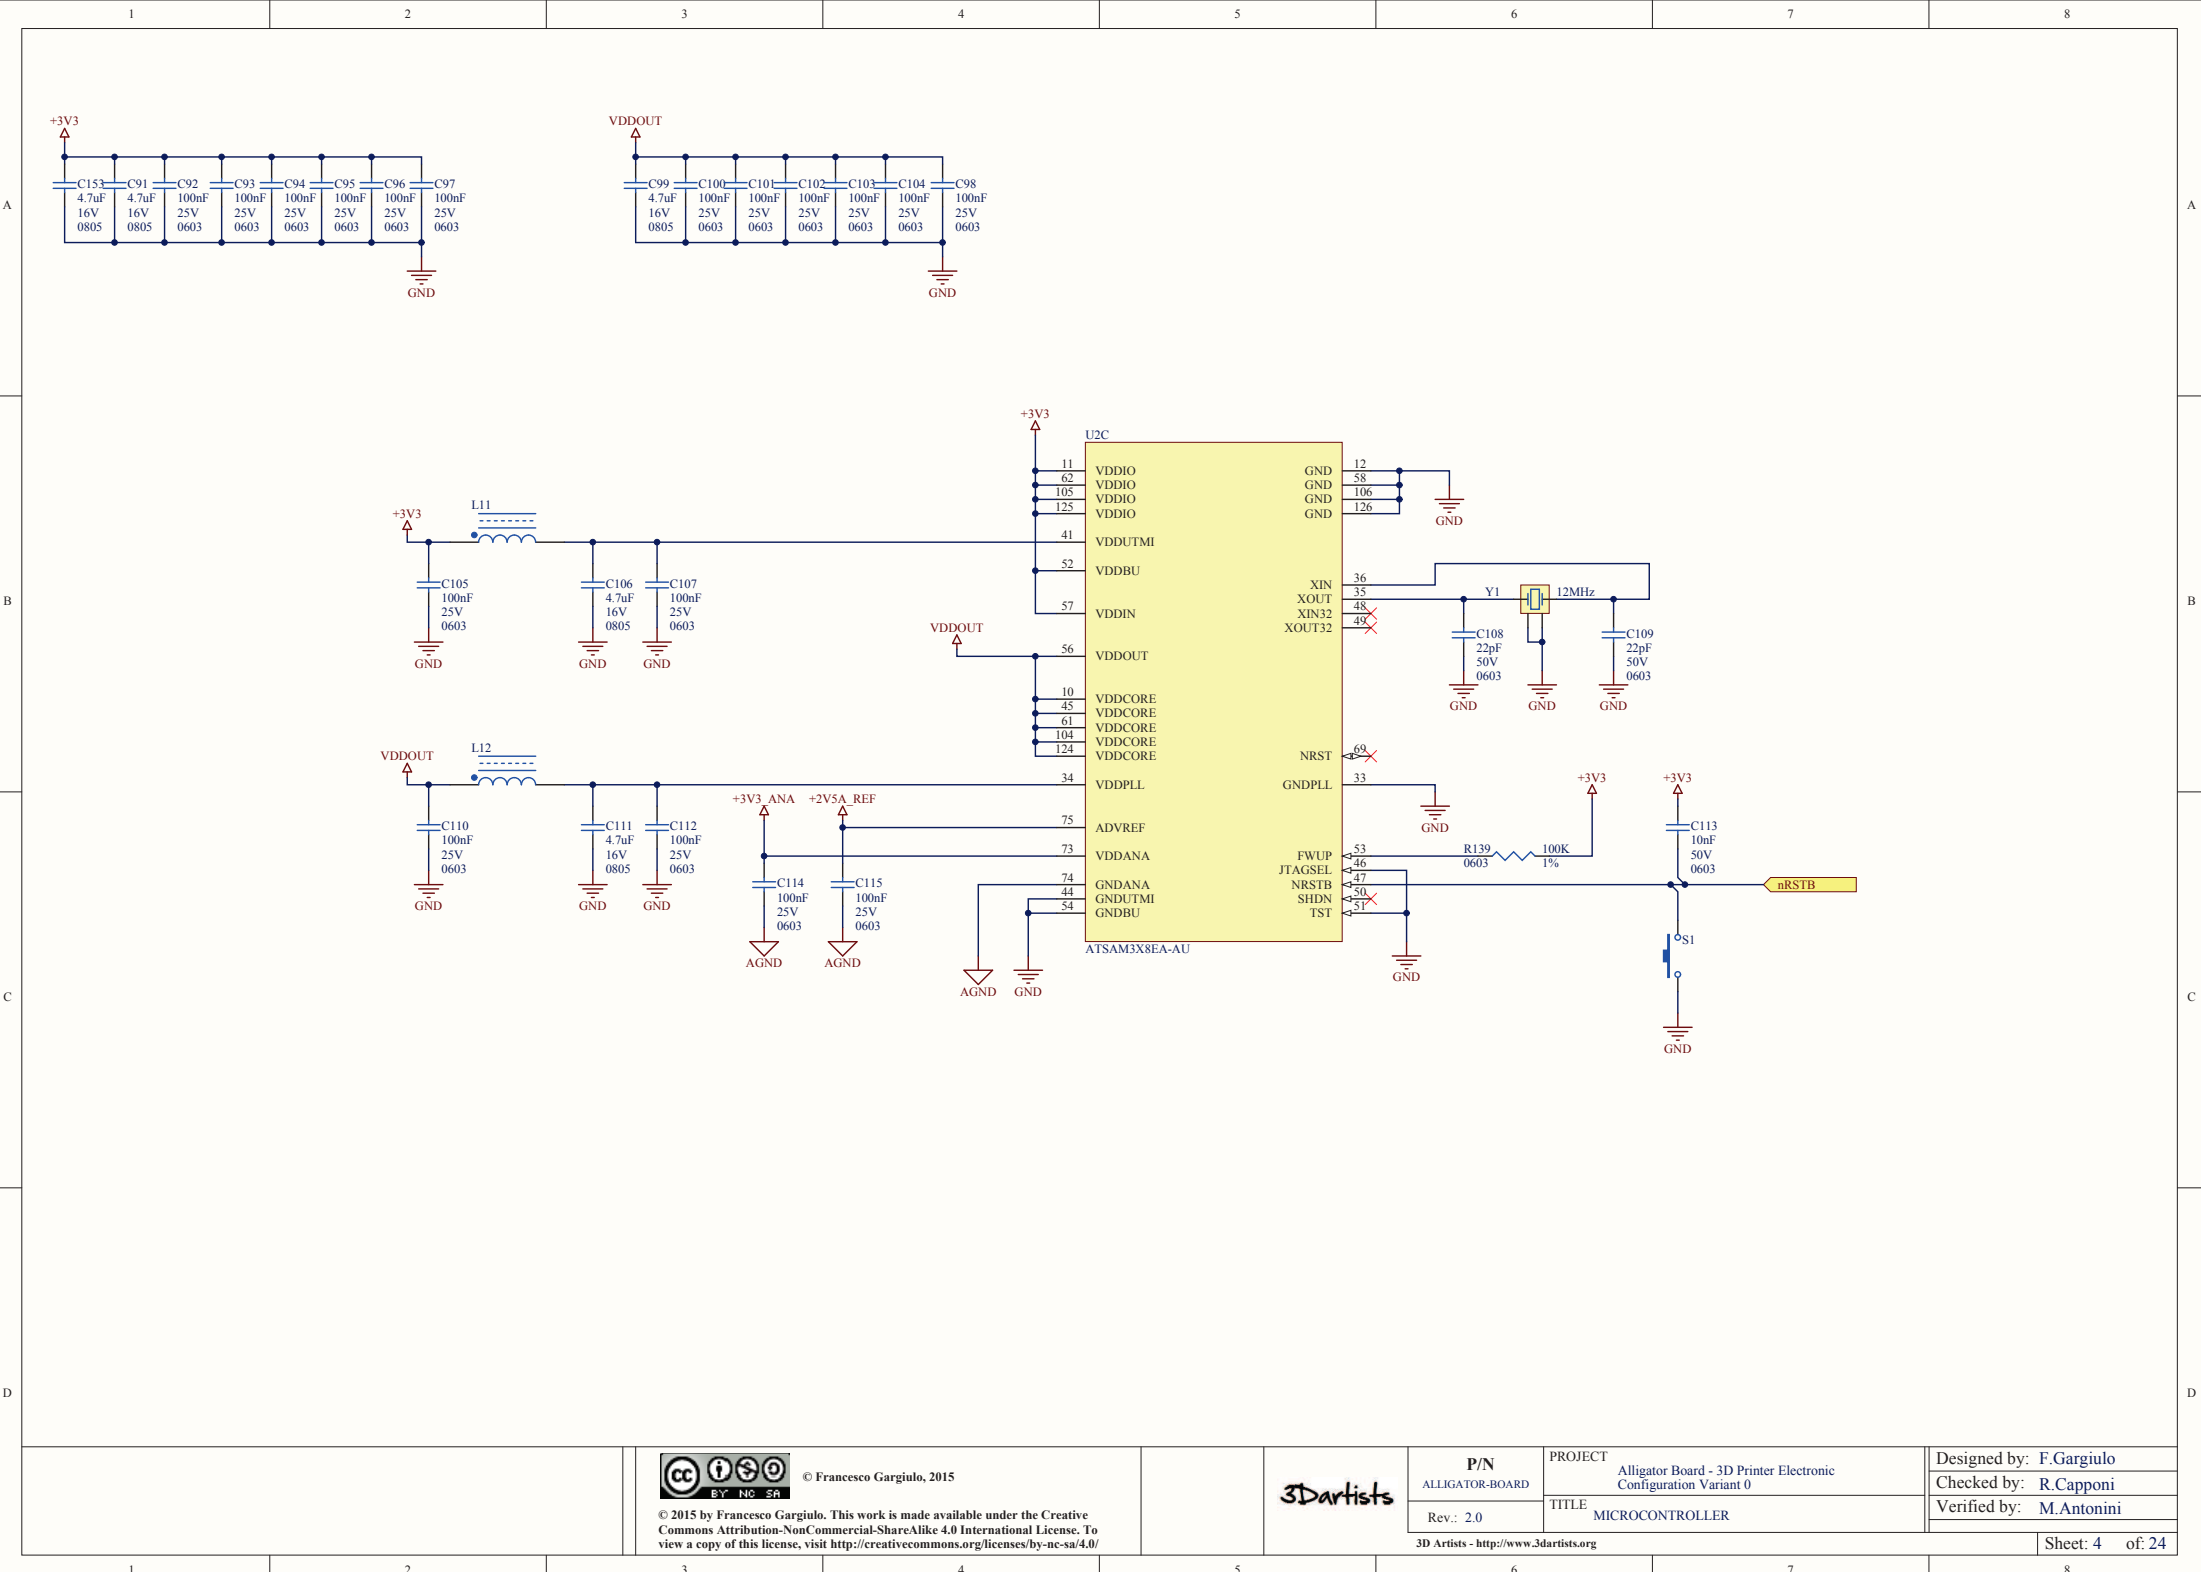 1 2 3 4 5 6 7 8
A A
B B
C C
D D
+3V3
C153 4.7uF 16V 0805
C91 4.7uF 16V 0805
C92 100nF 25V 0603
C93 100nF 25V 0603
C94 100nF 25V 0603
C95 100nF 25V 0603
C96 100nF 25V 0603
C97 100nF 25V 0603
GND
VDDOUT
C99 4.7uF 16V 0805
C100 100nF 25V 0603
C101 100nF 25V 0603
C102 100nF 25V 0603
C103 100nF 25V 0603
C104 100nF 25V 0603
C98 100nF 25V 0603
GND
+3V3
L11
C105 100nF 25V 0603
GND
C106 4.7uF 16V 0805
GND
C107 100nF 25V 0603
GND
VDDOUT
L12
C110 100nF 25V 0603
GND
C111 4.7uF 16V 0805
GND
C112 100nF 25V 0603
GND
+3V3_ANA
C114 100nF 25V 0603
AGND
+2V5A_REF
C115 100nF 25V 0603
AGND
+3V3
VDDOUT
AGND
GND
U2C
11 VDDIO
62 VDDIO
105 VDDIO
125 VDDIO
41 VDDUTMI
52 VDDBU
57 VDDIN
56 VDDOUT
10 VDDCORE
45 VDDCORE
61 VDDCORE
104 VDDCORE
124 VDDCORE
34 VDDPLL
75 ADVREF
73 VDDANA
74 GNDANA
44 GNDUTMI
54 GNDBU
GND 12
GND 58
GND 106
GND 126
XIN 36
XOUT 35
XIN32 48
XOUT32 49
NRST 69
GNDPLL 33
FWUP 53
JTAGSEL 46
NRSTB 47
SHDN 50
TST 51
ATSAM3X8EA-AU
GND
Y1 12MHz
C108 22pF 50V 0603
GND
GND
C109 22pF 50V 0603
GND
GND
R139 0603 100K 1%
+3V3
+3V3
C113 10nF 50V 0603
nRSTB
S1
GND
GND
cc BY NC SA
© Francesco Gargiulo, 2015
© 2015 by Francesco Gargiulo. This work is made available under the Creative
Commons Attribution-NonCommercial-ShareAlike 4.0 International License. To
view a copy of this license, visit http://creativecommons.org/licenses/by-nc-sa/4.0/
3Dartists
P/N
ALLIGATOR-BOARD
Rev.: 2.0
PROJECT
Alligator Board - 3D Printer Electronic
Configuration Variant 0
TITLE
MICROCONTROLLER
3D Artists - http://www.3dartists.org
Designed by: F.Gargiulo
Checked by: R.Capponi
Verified by: M.Antonini
Sheet: 4 of: 24
1 2 3 4 5 6 7 8